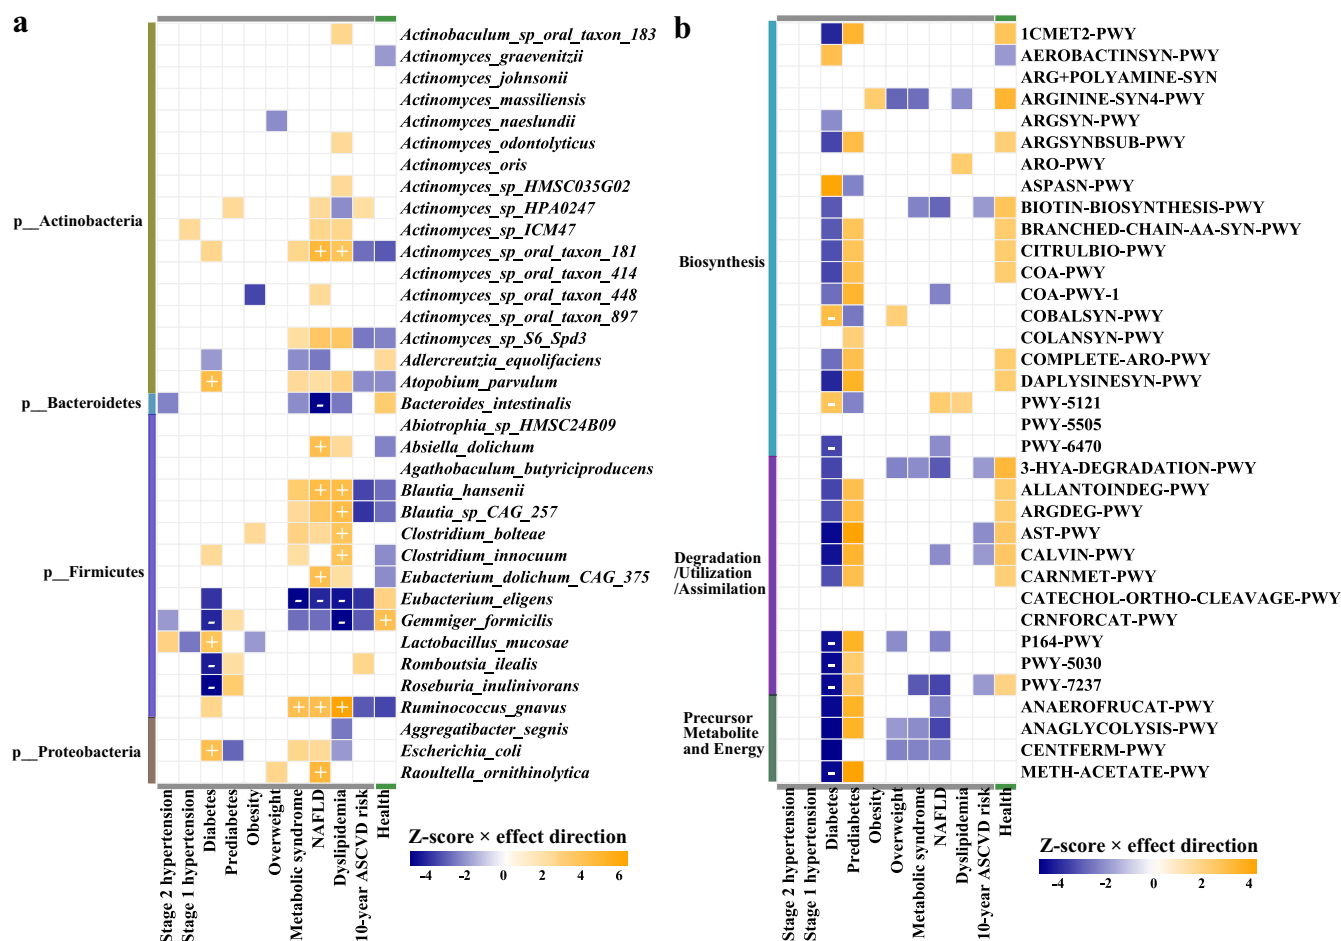 a
p__Actinobacteria
p__Bacteroidetes
p__Firmicutes
p__Proteobacteria
Actinobaculum_sp_oral_taxon_183
Actinomyces_graevenitzii
Actinomyces_johnsonii
Actinomyces_massiliensis
Actinomyces_naeslundii
Actinomyces_odontolyticus
Actinomyces_oris
Actinomyces_sp_HMSC035G02
Actinomyces_sp_HPA0247
Actinomyces_sp_ICM47
Actinomyces_sp_oral_taxon_181
Actinomyces_sp_oral_taxon_414
Actinomyces_sp_oral_taxon_448
Actinomyces_sp_oral_taxon_897
Actinomyces_sp_S6_Spd3
Adlercreutzia_equolifaciens
Atopobium_parvulum
Bacteroides_intestinalis
Abiotrophia_sp_HMSC24B09
Absiella_dolichum
Agathobaculum_butyriciproducens
Blautia_hansenii
Blautia_sp_CAG_257
Clostridium_bolteae
Clostridium_innocuum
Eubacterium_dolichum_CAG_375
Eubacterium_eligens
Gemmiger_formicilis
Lactobacillus_mucosae
Romboutsia_ilealis
Roseburia_inulinivorans
Ruminococcus_gnavus
Aggregatibacter_segnis
Escherichia_coli
Raoultella_ornithinolytica
+ +
+
-
+
+ +
+
+
+
- - -
- - +
+
-
-
+ + +
+
+
Stage 2 hypertension
Stage 1 hypertension
Diabetes
Prediabetes
Obesity
Overweight
Metabolic syndrome
NAFLD
Dyslipidemia
10-year ASCVD risk
Health
Z-score × effect direction
-4 -2 0 2 4 6
b
Biosynthesis
Degradation
/Utilization
/Assimilation
Precursor
Metabolite
and Energy
1CMET2-PWY
AEROBACTINSYN-PWY
ARG+POLYAMINE-SYN
ARGININE-SYN4-PWY
ARGSYN-PWY
ARGSYNBSUB-PWY
ARO-PWY
ASPASN-PWY
BIOTIN-BIOSYNTHESIS-PWY
BRANCHED-CHAIN-AA-SYN-PWY
CITRULBIO-PWY
COA-PWY
COA-PWY-1
COBALSYN-PWY
COLANSYN-PWY
COMPLETE-ARO-PWY
DAPLYSINESYN-PWY
PWY-5121
PWY-5505
PWY-6470
3-HYA-DEGRADATION-PWY
ALLANTOINDEG-PWY
ARGDEG-PWY
AST-PWY
CALVIN-PWY
CARNMET-PWY
CATECHOL-ORTHO-CLEAVAGE-PWY
CRNFORCAT-PWY
P164-PWY
PWY-5030
PWY-7237
ANAEROFRUCAT-PWY
ANAGLYCOLYSIS-PWY
CENTFERM-PWY
METH-ACETATE-PWY
-
-
-
-
-
-
-
Stage 2 hypertension
Stage 1 hypertension
Diabetes
Prediabetes
Obesity
Overweight
Metabolic syndrome
NAFLD
Dyslipidemia
10-year ASCVD risk
Health
Z-score × effect direction
-4 -2 0 2 4